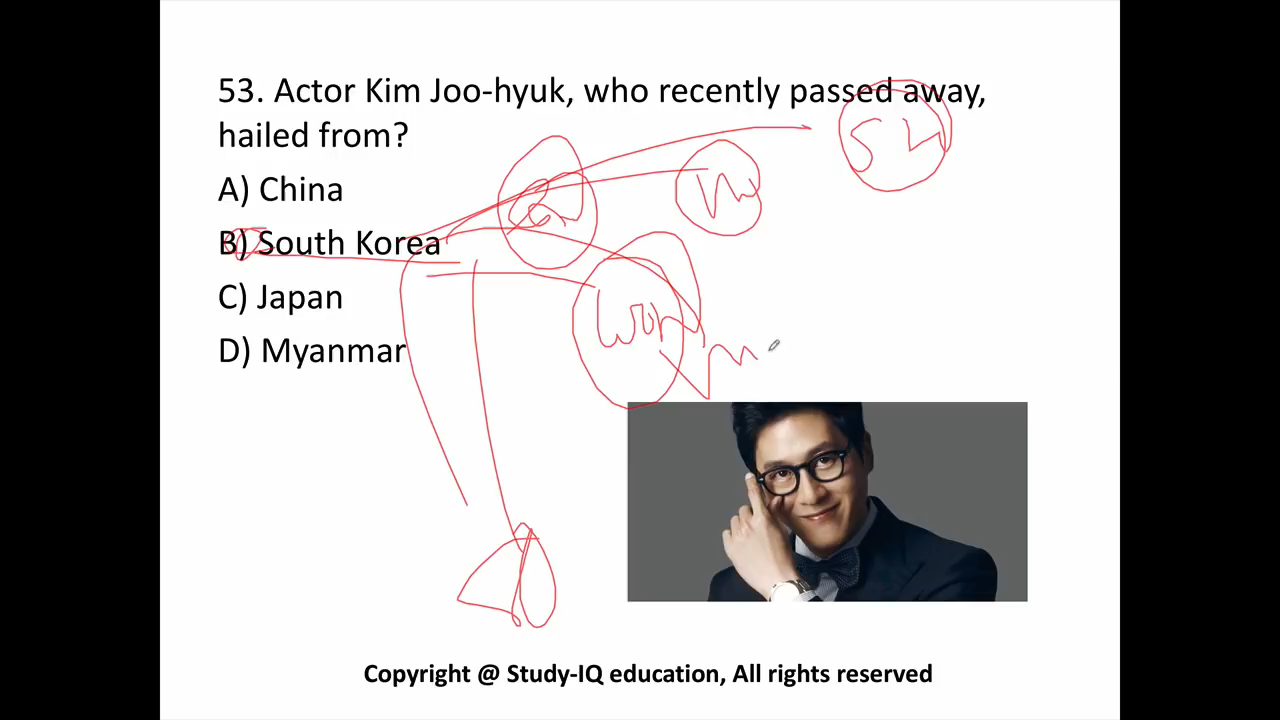 53. Actor Kim Joo-hyuk, who recently passed away,
hailed from?
A) China
B) South Korea
C) Japan
D) Myanmar
won
Copyright @ Study-IQ education, All rights reserved